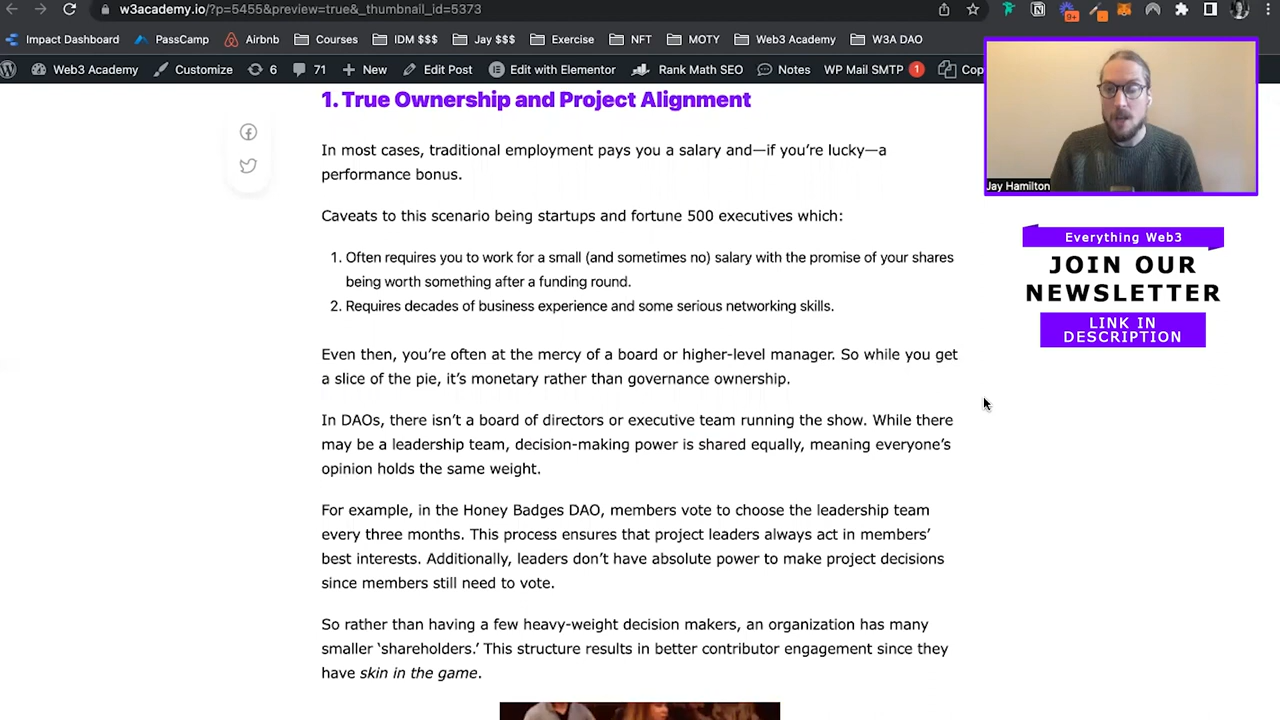 w3academy.io/?p=5455&preview=true&_thumbnail_id=5373
Impact Dashboard PassCamp Airbnb Courses IDM $$$ Jay $$$ Exercise NFT MOTY Web3 Academy W3A DAO
9+
Web3 Academy Customize 6 71 New Edit Post Edit with Elementor Rank Math SEO Notes WP Mail SMTP 1 Cop
Jay Hamilton
1. True Ownership and Project Alignment
In most cases, traditional employment pays you a salary and—if you’re lucky—a
performance bonus.
Caveats to this scenario being startups and fortune 500 executives which:
1. Often requires you to work for a small (and sometimes no) salary with the promise of your shares
being worth something after a funding round.
2. Requires decades of business experience and some serious networking skills.
Even then, you’re often at the mercy of a board or higher-level manager. So while you get
a slice of the pie, it’s monetary rather than governance ownership.
In DAOs, there isn’t a board of directors or executive team running the show. While there
may be a leadership team, decision-making power is shared equally, meaning everyone’s
opinion holds the same weight.
For example, in the Honey Badges DAO, members vote to choose the leadership team
every three months. This process ensures that project leaders always act in members’
best interests. Additionally, leaders don’t have absolute power to make project decisions
since members still need to vote.
So rather than having a few heavy-weight decision makers, an organization has many
smaller ‘shareholders.’ This structure results in better contributor engagement since they
have skin in the game.
Everything Web3
JOIN OUR
NEWSLETTER
LINK IN
DESCRIPTION